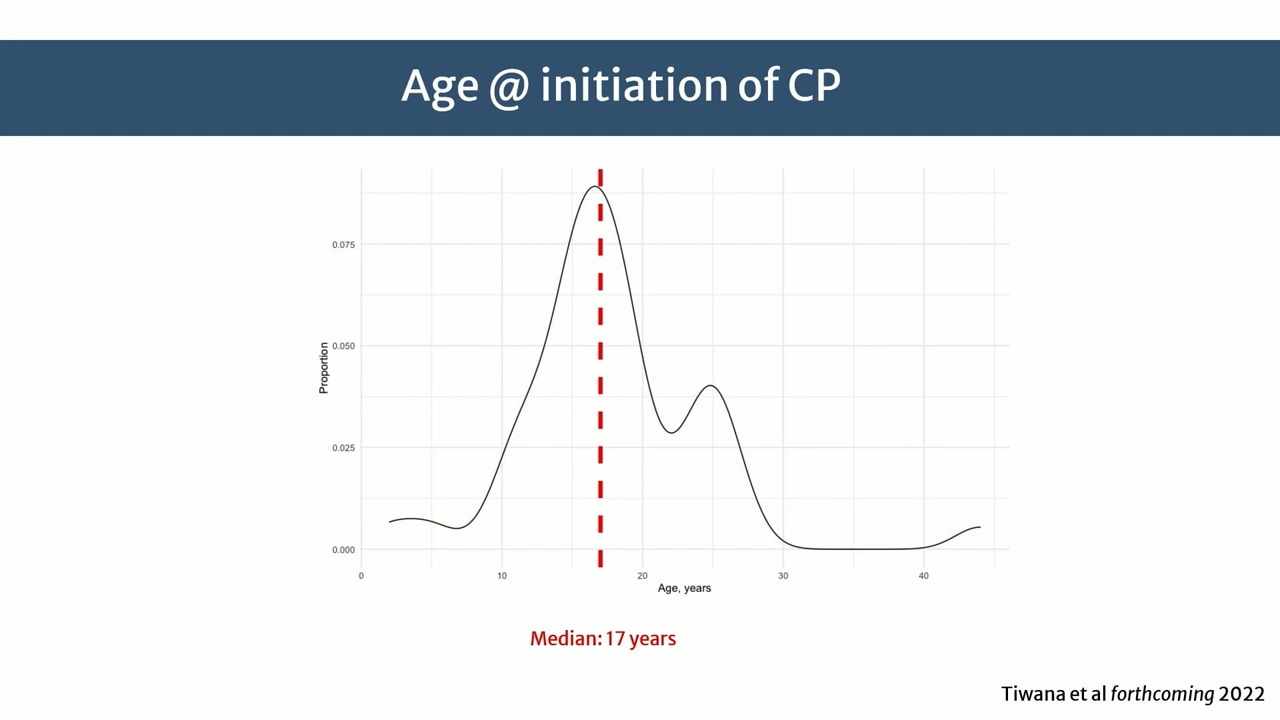 Age @ initiation of CP
0.075
0.050
0.025
0.000
Proportion
0 10 20 30 40
Age, years
Median: 17 years
Tiwana et al forthcoming 2022